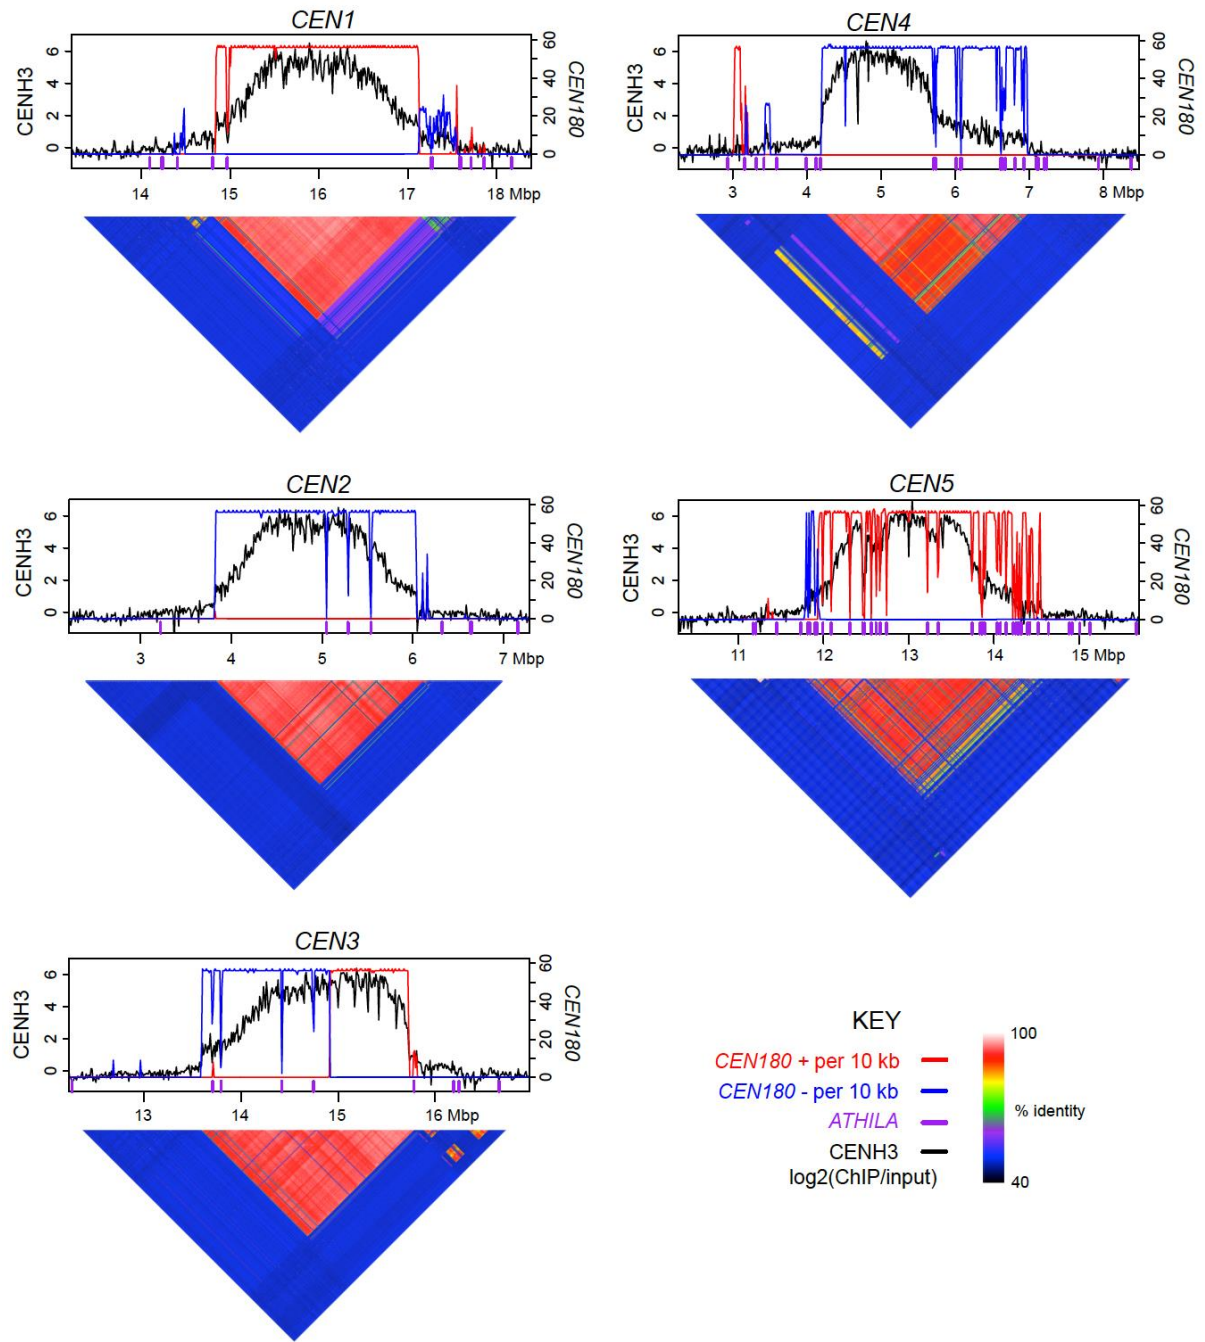 CEN1
6
4
2
0
CENH3
60
40
20
0
CEN180
14 15 16 17 18 Mbp
CEN4
6
4
2
0
CENH3
60
40
20
0
CEN180
3 4 5 6 7 8 Mbp
CEN2
6
4
2
0
CENH3
60
40
20
0
CEN180
3 4 5 6 7 Mbp
CEN5
6
4
2
0
CENH3
60
40
20
0
CEN180
11 12 13 14 15 Mbp
CEN3
6
4
2
0
CENH3
60
40
20
0
CEN180
13 14 15 16 Mbp
KEY
CEN180 + per 10 kb
CEN180 - per 10 kb
ATHILA
CENH3
log2(ChIP/input)
100
% identity
40